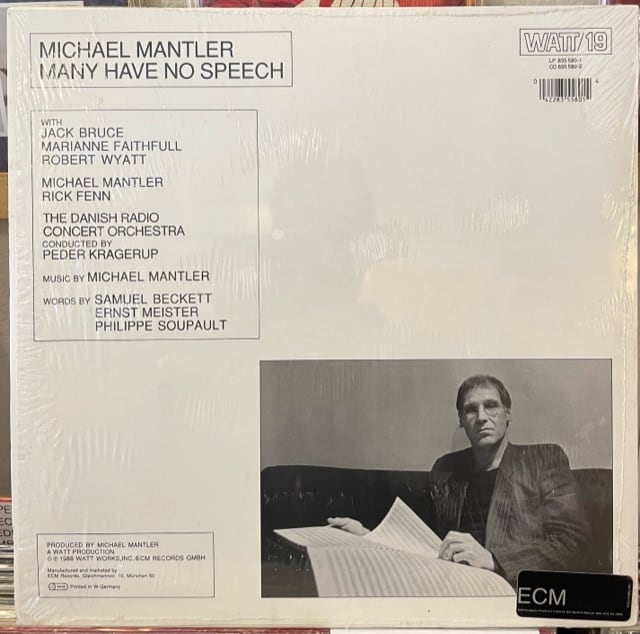 MICHAEL MANTLER
MANY HAVE NO SPEECH
WATT/19
LP 835 580-1
CD 835 580-2
WITH
JACK BRUCE
MARIANNE FAITHFULL
ROBERT WYATT
MICHAEL MANTLER
RICK FENN
THE DANISH RADIO
CONCERT ORCHESTRA
CONDUCTED BY
PEDER KRAGERUP
MUSIC BY MICHAEL MANTLER
WORDS BY SAMUEL BECKETT
ERNST MEISTER
PHILIPPE SOUPAULT
PRODUCED BY MICHAEL MANTLER
A WATT PRODUCTION
© ℗ 1988 WATT WORKS, INC./ECM RECORDS GMBH
Manufactured and marketed by
ECM Records, Gleichmannstr. 10, München 60
Printed in W-Germany
ECM